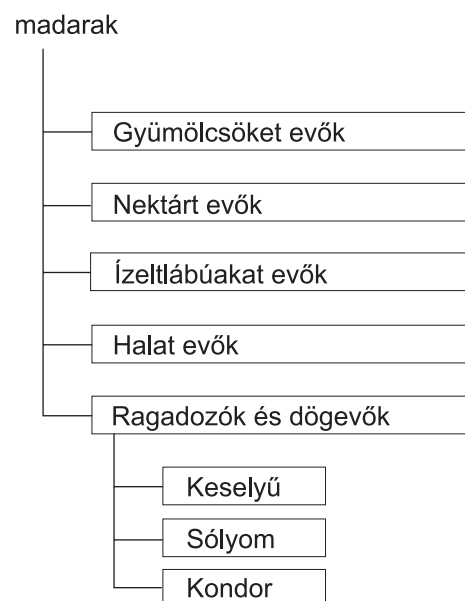 madarak
Gyümölcsöket evők
Nektárt evők
Ízeltlábúakat evők
Halat evők
Ragadozók és dögevők
Keselyű
Sólyom
Kondor